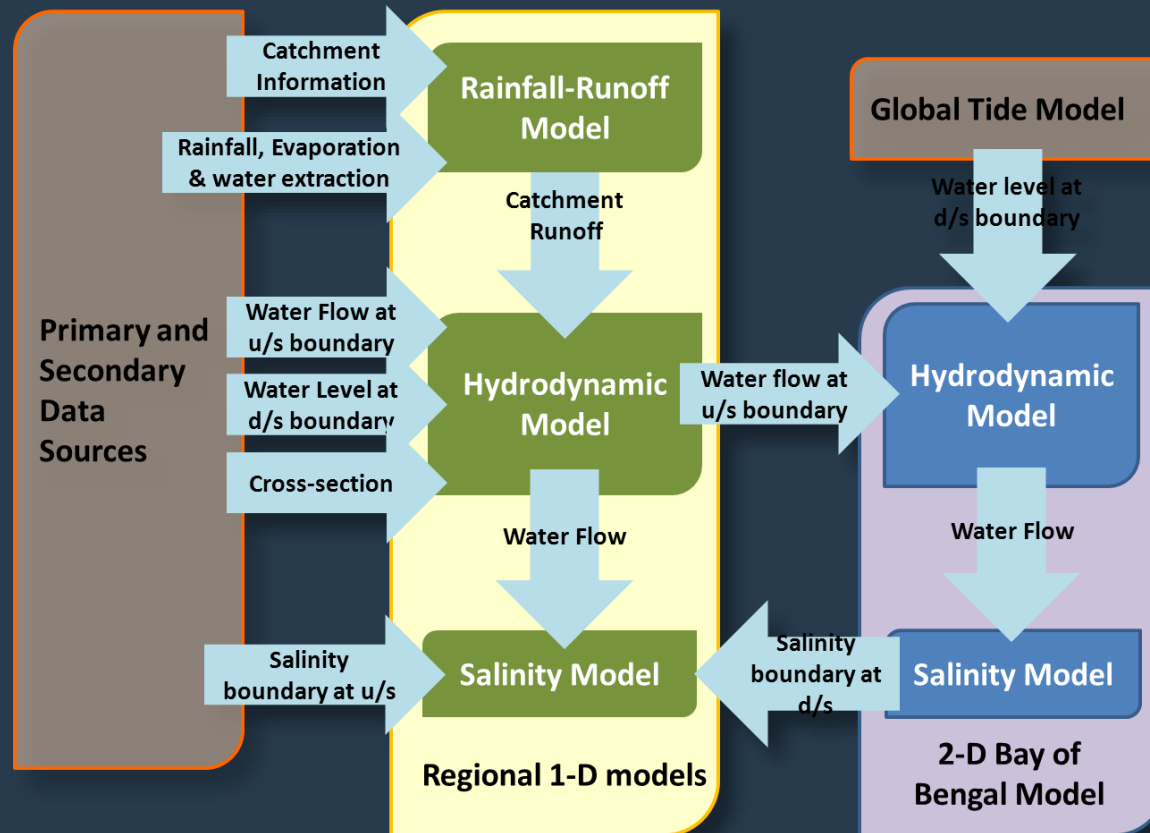 Catchment
Information
Rainfall, Evaporation
& water extraction
Primary and
Secondary
Data
Sources
Water Flow at
u/s boundary
Water Level at
d/s boundary
Cross-section
Salinity
boundary at u/s
Rainfall-Runoff
Model
Catchment
Runoff
Hydrodynamic
Model
Water Flow
Salinity Model
Regional 1-D models
Water flow at
u/s boundary
Salinity
boundary at
d/s
Global Tide Model
Water level at
d/s boundary
Hydrodynamic
Model
Water Flow
Salinity Model
2-D Bay of
Bengal Model